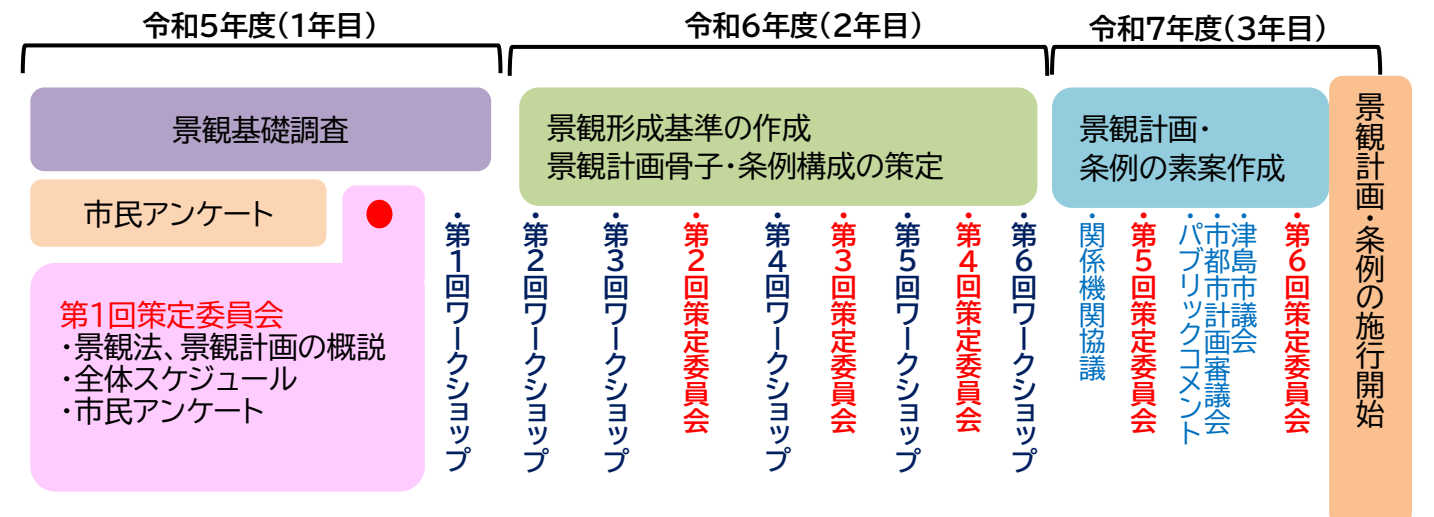 令和5年度(1年目)
令和6年度(2年目)
令和7年度(3年目)
景観基礎調査
市民アンケート
第1回策定委員会
・景観法、景観計画の概説
・全体スケジュール
・市民アンケート
・第1回ワークショップ
景観形成基準の作成
景観計画骨子・条例構成の策定
・第2回ワークショップ
・第3回ワークショップ
・第2回策定委員会
・第4回ワークショップ
・第3回策定委員会
・第5回ワークショップ
・第4回策定委員会
・第6回ワークショップ
景観計画・
条例の素案作成
・関係機関協議
・第5回策定委員会
・パブリックコメント
・市都市計画審議会
・津島市議会
・第6回策定委員会
景観計画・条例の施行開始